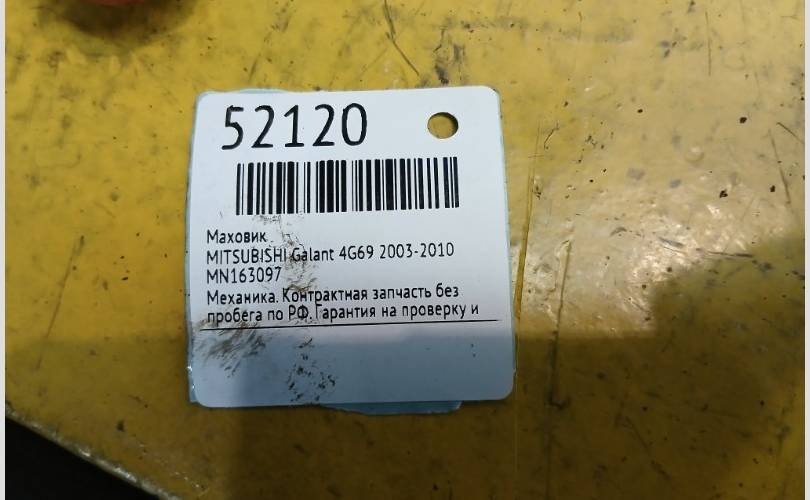 52120
Маховик
MITSUBISHI Galant 4G69 2003-2010
MN163097
Механика. Контрактная запчасть без
пробега по РФ. Гарантия на проверку и